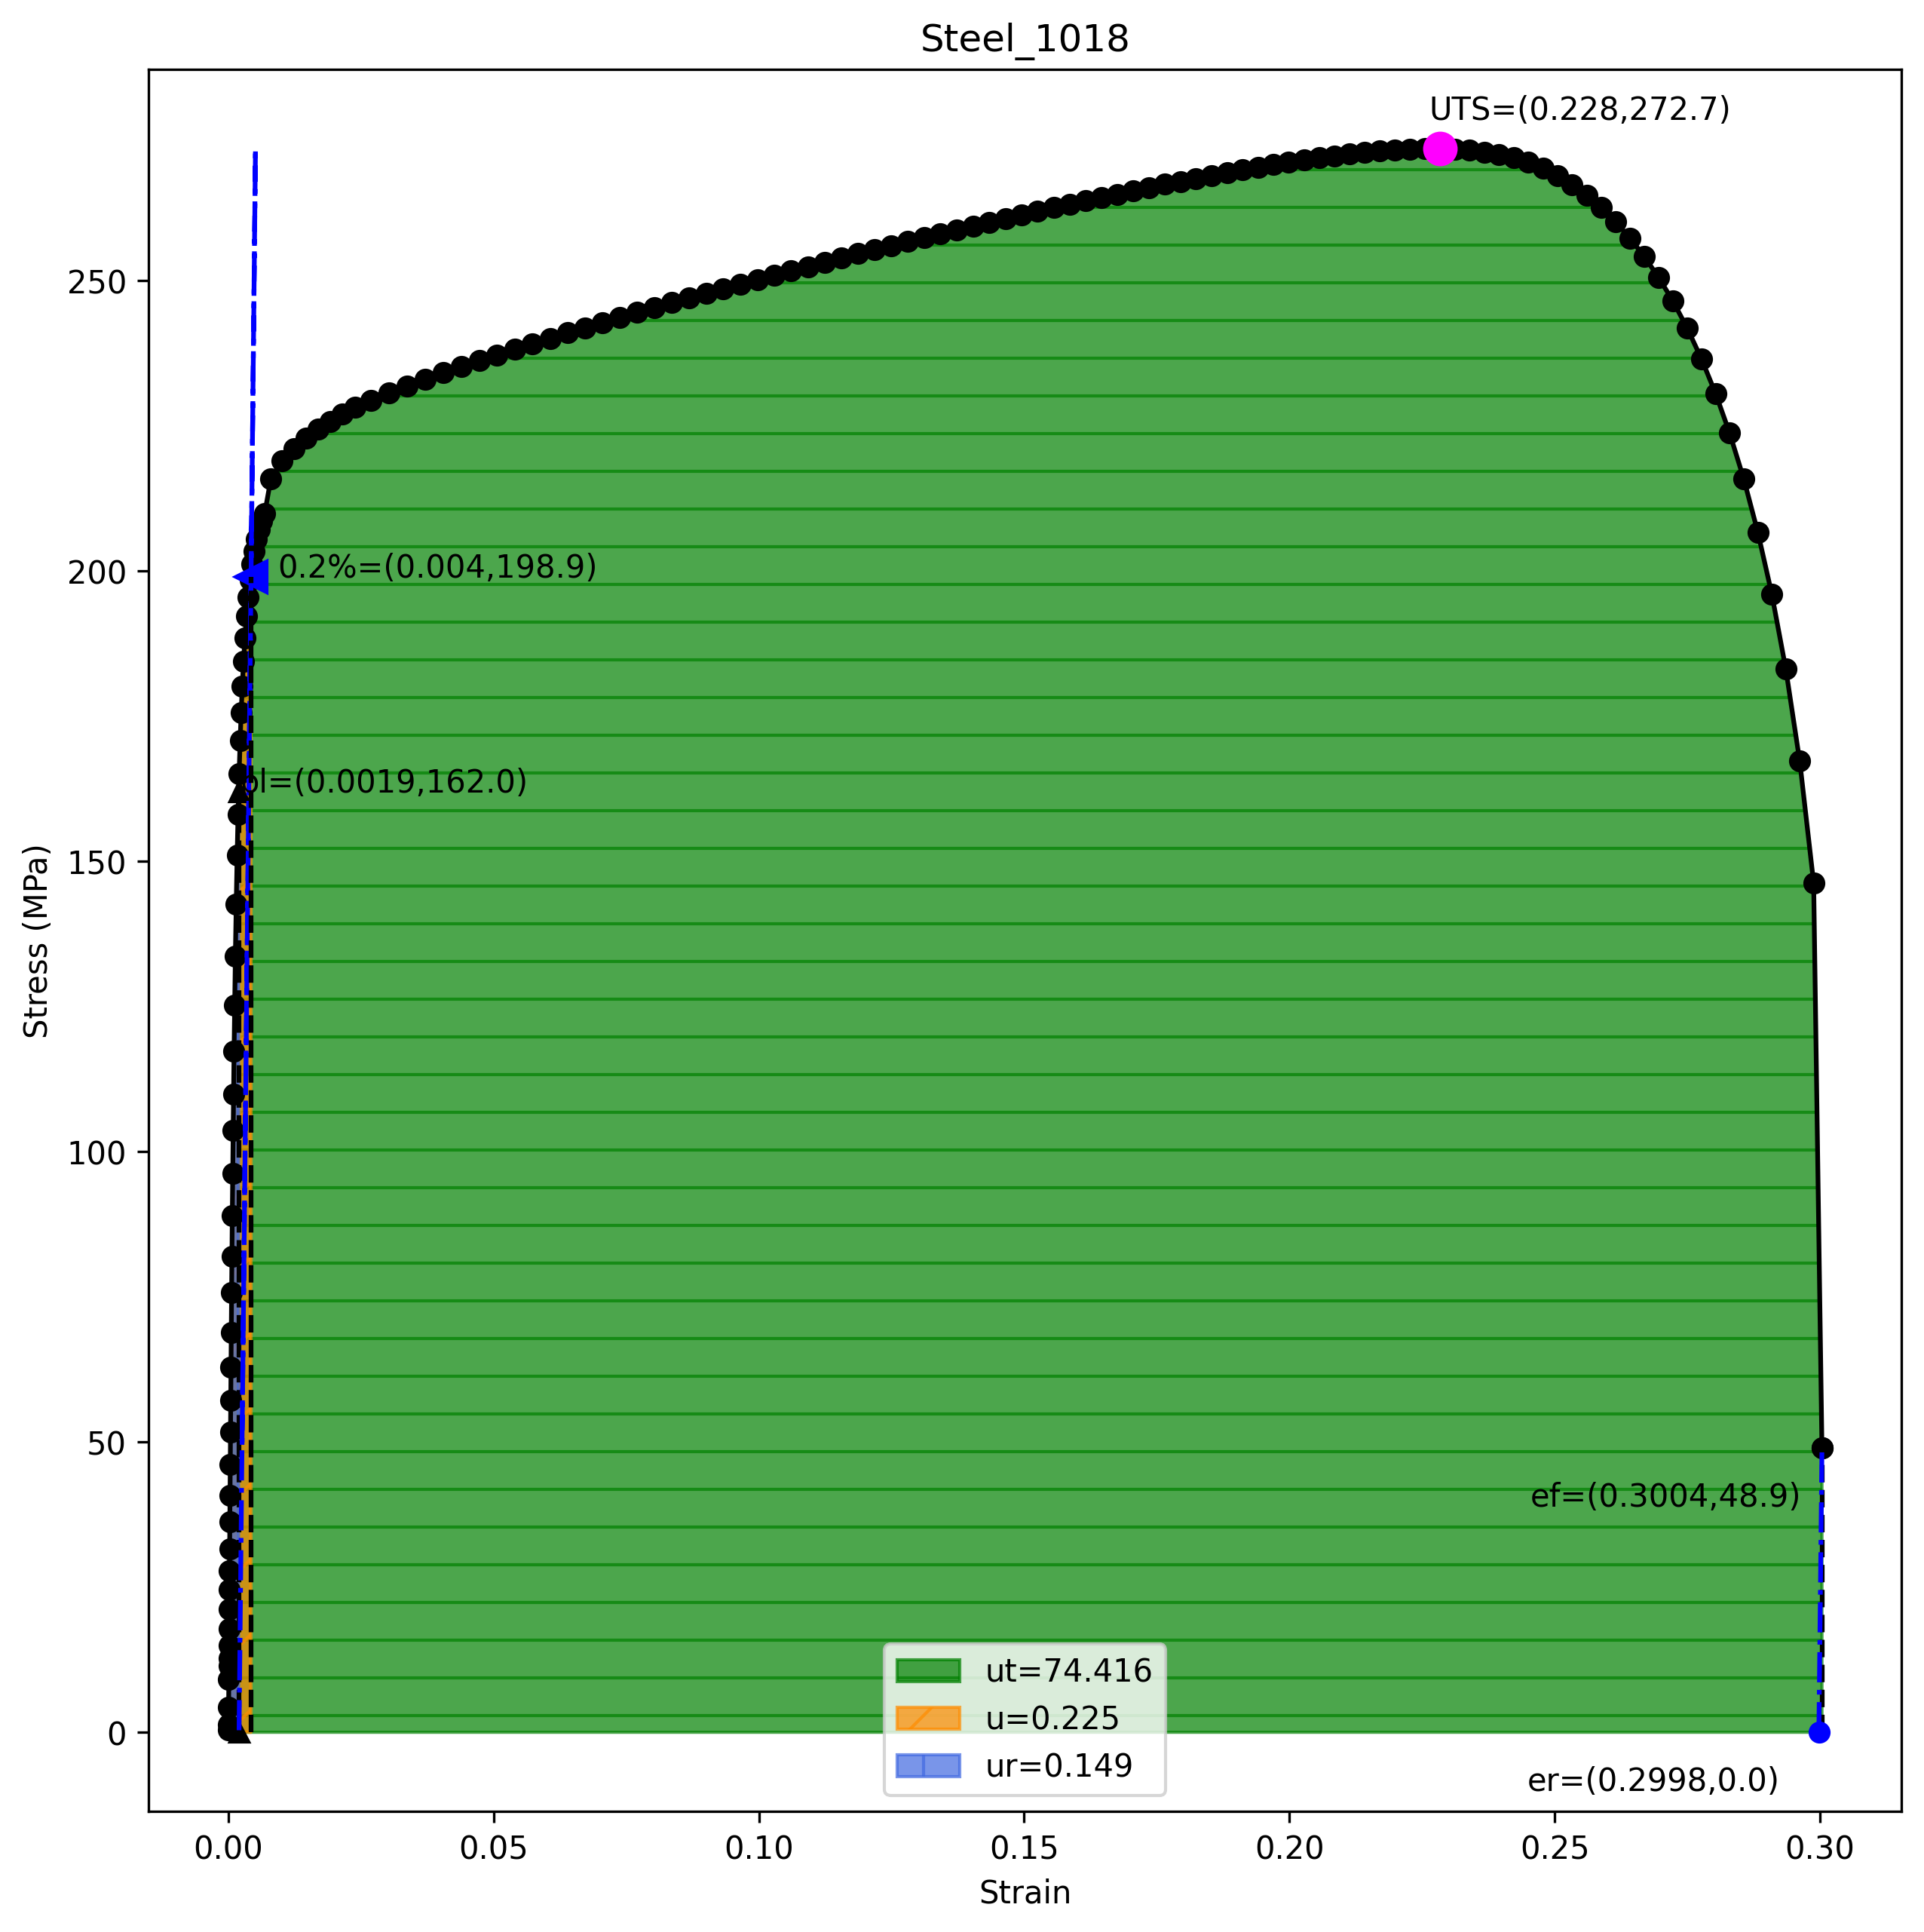 Steel_1018
UTS=(0.228,272.7)
250
0.2%=(0.004,198.9)
200
pl=(0.0019,162.0)
150
Stress (MPa)
100
50
ef=(0.3004,48.9)
ut=74.416
u=0.225
ur=0.149
0
er=(0.2998,0.0)
0.00 0.05 0.10 0.15 0.20 0.25 0.30
Strain